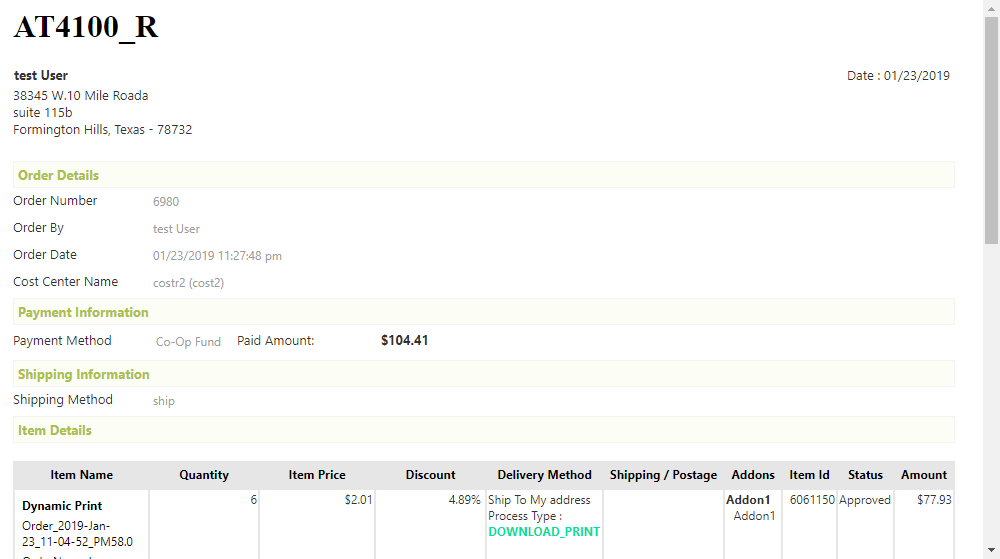 AT4100_R
test User
Date : 01/23/2019
38345 W.10 Mile Roada
suite 115b
Formington Hills, Texas - 78732
Order Details
Order Number 6980
Order By test User
Order Date 01/23/2019 11:27:48 pm
Cost Center Name costr2 (cost2)
Payment Information
Payment Method Co-Op Fund Paid Amount: $104.41
Shipping Information
Shipping Method ship
Item Details
Item Name Quantity Item Price Discount Delivery Method Shipping / Postage Addons Item Id Status Amount
Dynamic Print 6 $2.01 4.89% Ship To My address Addon1 6061150 Approved $77.93
Process Type : Addon1
Order_2019-Jan- DOWNLOAD_PRINT
23_11-04-52_PM58.0